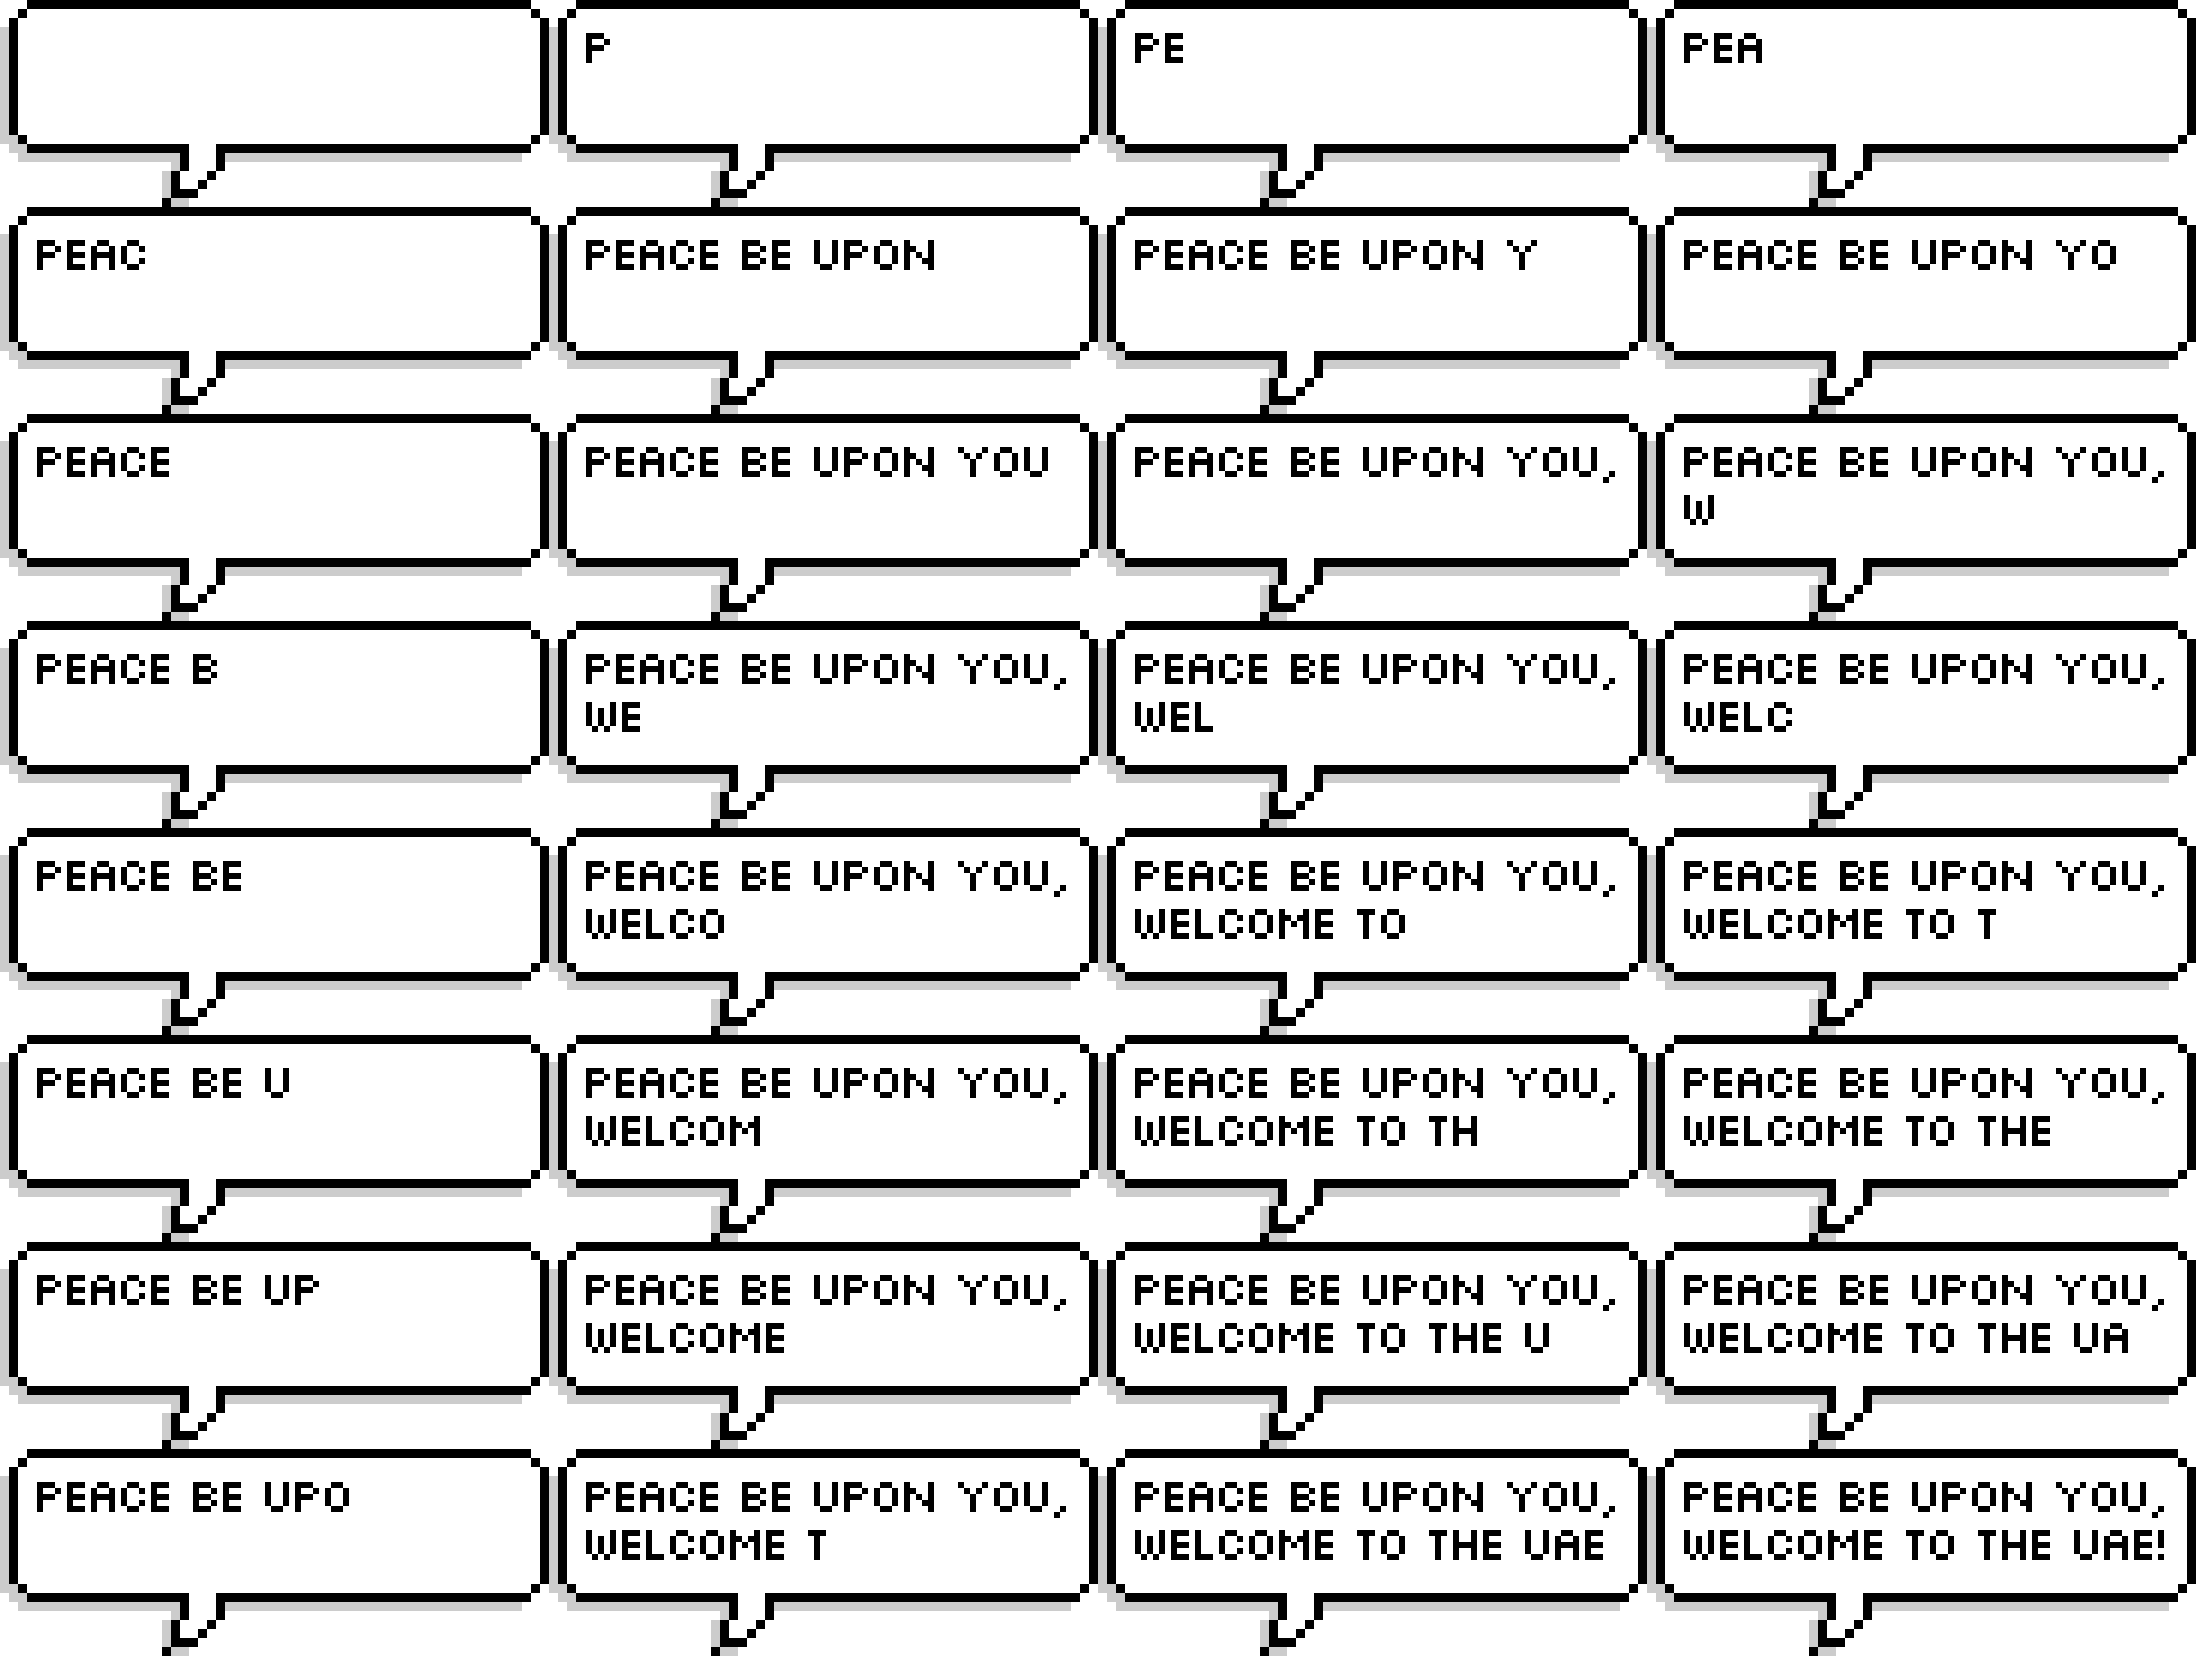 P
PE
PEA
PEAC
PEACE BE UPON
PEACE BE UPON Y
PEACE BE UPON YO
PEACE
PEACE BE UPON YOU
PEACE BE UPON YOU,
PEACE BE UPON YOU,
W
PEACE B
PEACE BE UPON YOU,
WE
PEACE BE UPON YOU,
WEL
PEACE BE UPON YOU,
WELC
PEACE BE
PEACE BE UPON YOU,
WELCO
PEACE BE UPON YOU,
WELCOME TO
PEACE BE UPON YOU,
WELCOME TO T
PEACE BE U
PEACE BE UPON YOU,
WELCOM
PEACE BE UPON YOU,
WELCOME TO TH
PEACE BE UPON YOU,
WELCOME TO THE
PEACE BE UP
PEACE BE UPON YOU,
WELCOME
PEACE BE UPON YOU,
WELCOME TO THE U
PEACE BE UPON YOU,
WELCOME TO THE UA
PEACE BE UPO
PEACE BE UPON YOU,
WELCOME T
PEACE BE UPON YOU,
WELCOME TO THE UAE
PEACE BE UPON YOU,
WELCOME TO THE UAE!